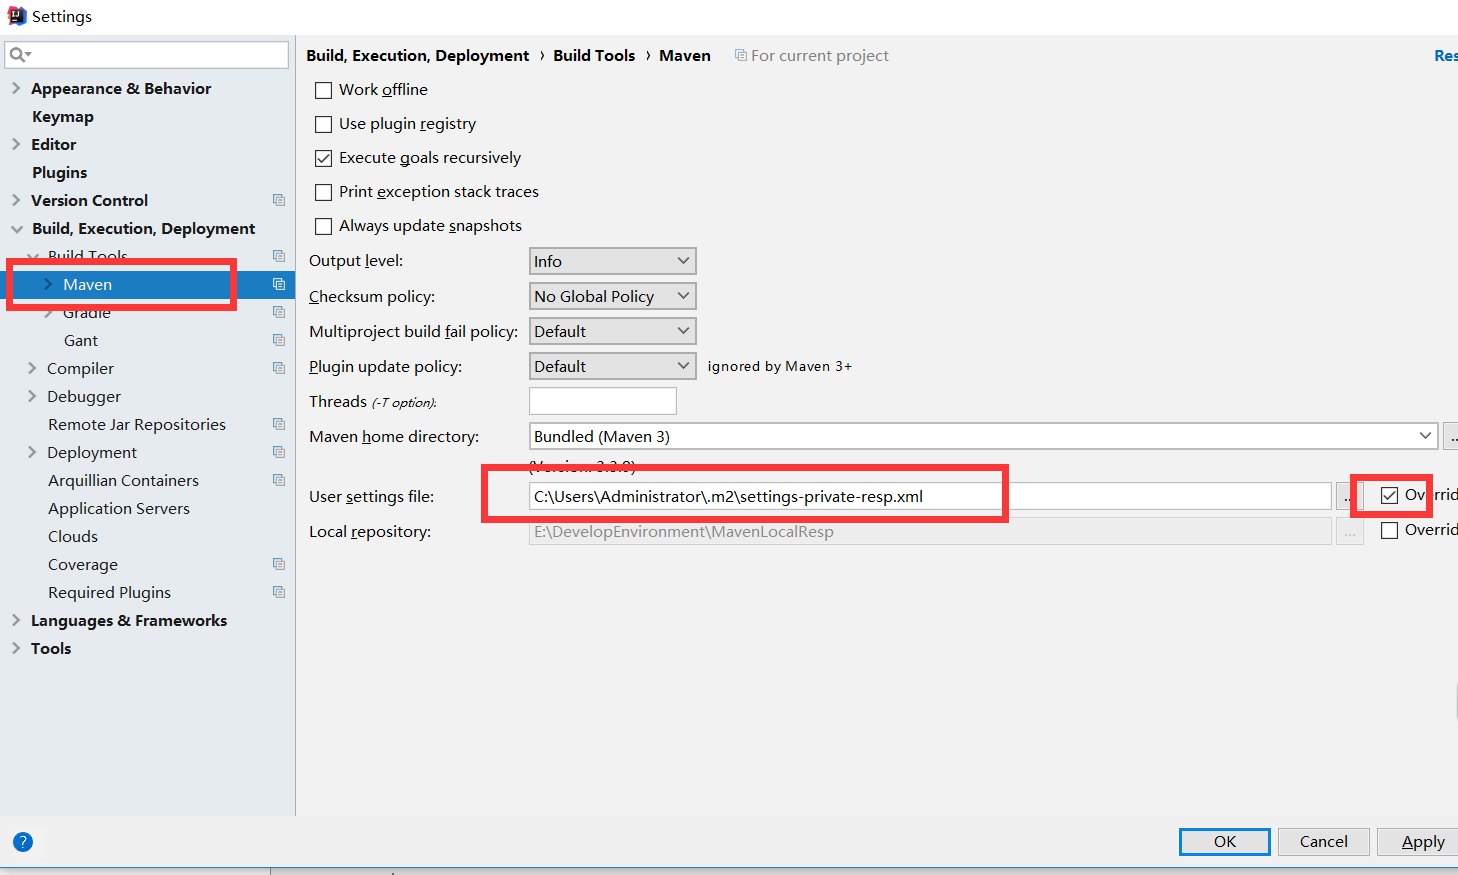 Settings
Appearance & Behavior
Keymap
Editor
Plugins
Version Control
Build, Execution, Deployment
Build Tools
Maven
Gradle
Gant
Compiler
Debugger
Remote Jar Repositories
Deployment
Arquillian Containers
Application Servers
Clouds
Coverage
Required Plugins
Languages & Frameworks
Tools
Build, Execution, Deployment › Build Tools › Maven For current project Res
Work offline
Use plugin registry
Execute goals recursively
Print exception stack traces
Always update snapshots
Output level: Info
Checksum policy: No Global Policy
Multiproject build fail policy: Default
Plugin update policy: Default ignored by Maven 3+
Threads (-T option):
Maven home directory: Bundled (Maven 3) ...
(Version: 3.3.9)
User settings file: C:\Users\Administrator\.m2\settings-private-resp.xml ... Overrid
Local repository: E:\DevelopEnvironment\MavenLocalResp ... Overrid
? OK Cancel Apply